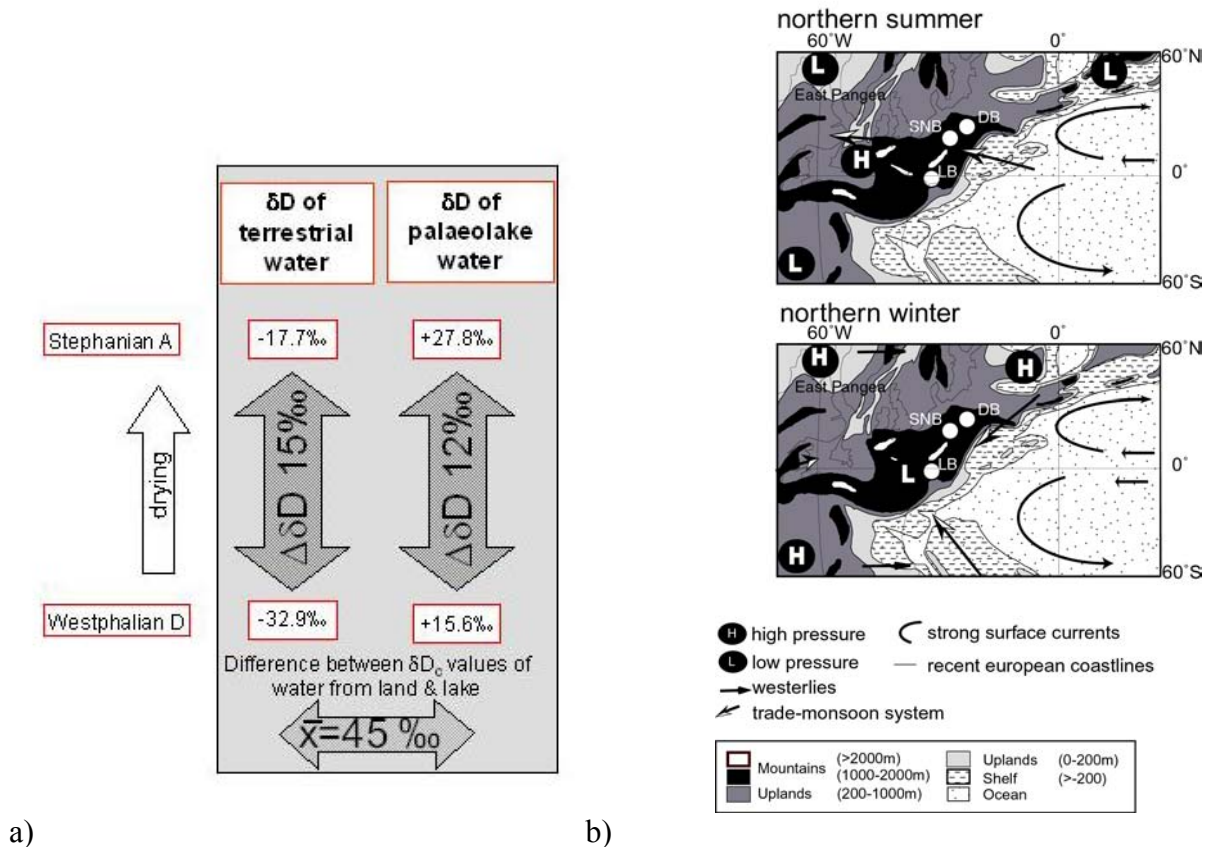 δD of
terrestrial
water
δD of
palaeolake
water
Stephanian A
-17.7‰
+27.8‰
drying
ΔδD 15‰
ΔδD 12‰
Westphalian D
-32.9‰
+15.6‰
Difference between δDc values of
water from land & lake
x̄=45 ‰
a)
northern summer
60°W
0°
60°N
L
L
East Pangea
SNB
DB
H
LB
0°
L
60°S
northern winter
60°W
0°
60°N
H
H
East Pangea
SNB
DB
L
LB
0°
H
60°S
H high pressure
L low pressure
westerlies
trade-monsoon system
strong surface currents
recent european coastlines
Mountains (>2000m)
(1000-2000m)
Uplands (200-1000m)
Uplands (0-200m)
Shelf (>-200)
Ocean
b)